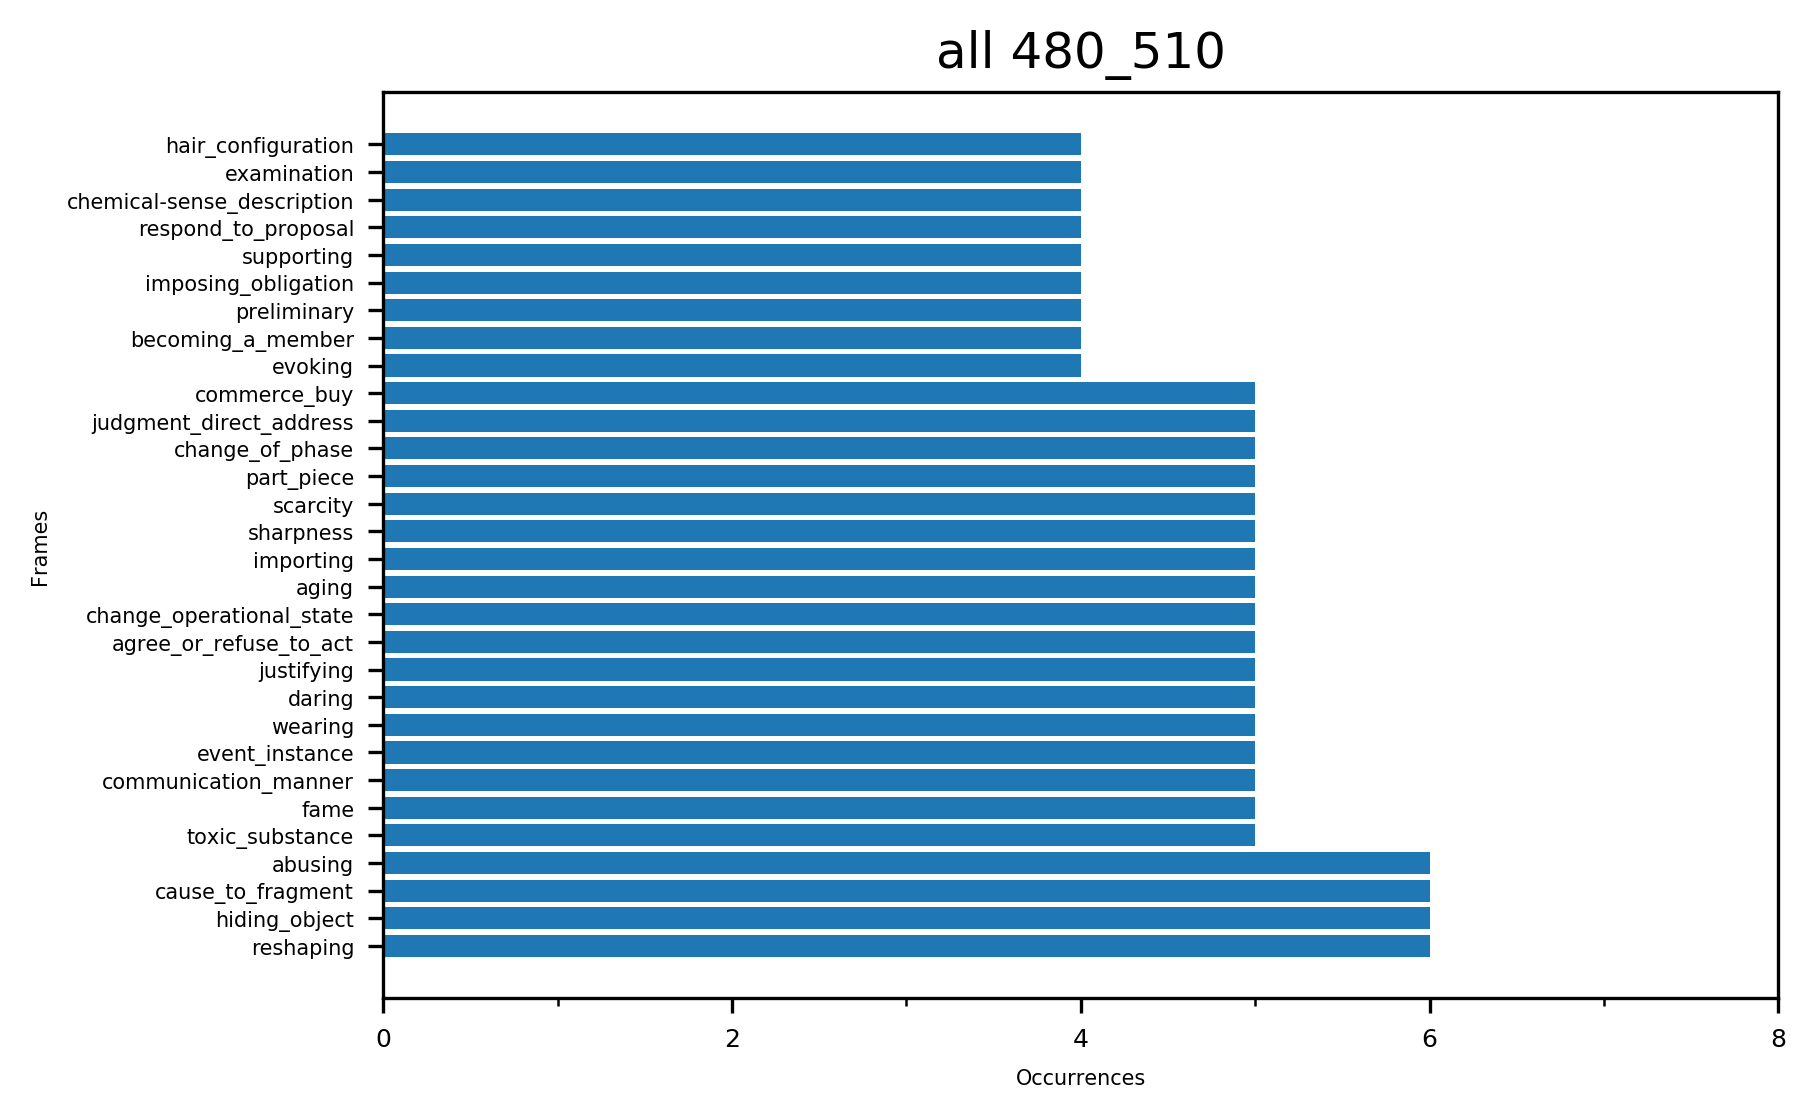 all 480_510
hair_configuration
examination
chemical-sense_description
respond_to_proposal
supporting
imposing_obligation
preliminary
becoming_a_member
evoking
commerce_buy
judgment_direct_address
change_of_phase
part_piece
scarcity
sharpness
importing
aging
change_operational_state
agree_or_refuse_to_act
justifying
daring
wearing
event_instance
communication_manner
fame
toxic_substance
abusing
cause_to_fragment
hiding_object
reshaping
Frames
0 2 4 6 8
Occurrences